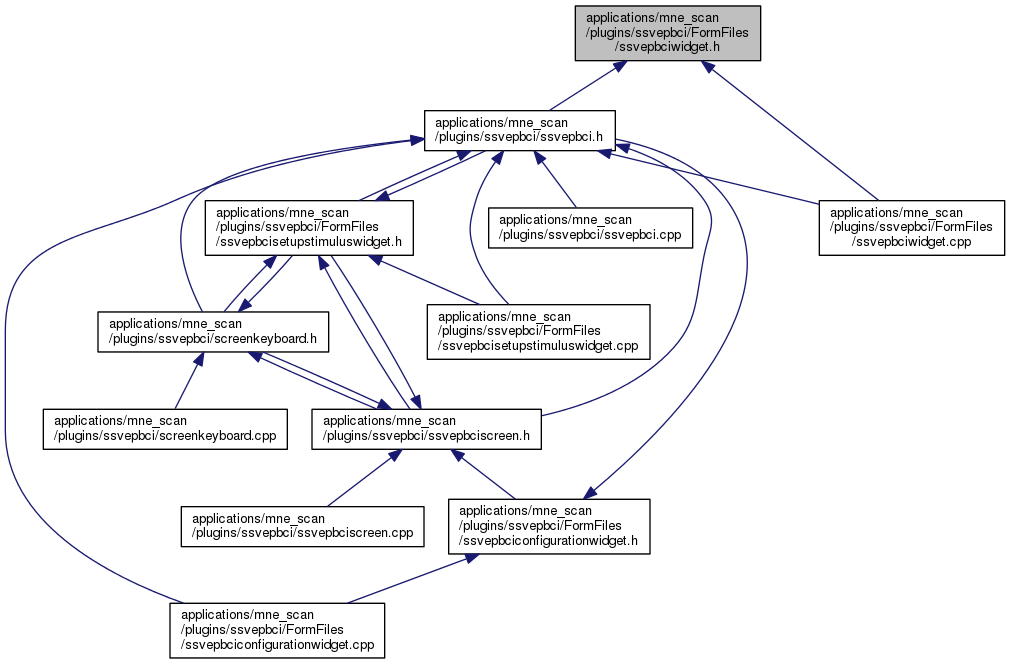 applications/mne_scan
/plugins/ssvepbci/FormFiles
/ssvepbciwidget.h
applications/mne_scan
/plugins/ssvepbci/ssvepbci.h
applications/mne_scan
/plugins/ssvepbci/FormFiles
/ssvepbcisetupstimuluswidget.h
applications/mne_scan
/plugins/ssvepbci/ssvepbci.cpp
applications/mne_scan
/plugins/ssvepbci/FormFiles
/ssvepbciwidget.cpp
applications/mne_scan
/plugins/ssvepbci/screenkeyboard.h
applications/mne_scan
/plugins/ssvepbci/FormFiles
/ssvepbcisetupstimuluswidget.cpp
applications/mne_scan
/plugins/ssvepbci/screenkeyboard.cpp
applications/mne_scan
/plugins/ssvepbci/ssvepbciscreen.h
applications/mne_scan
/plugins/ssvepbci/ssvepbciscreen.cpp
applications/mne_scan
/plugins/ssvepbci/FormFiles
/ssvepbciconfigurationwidget.h
applications/mne_scan
/plugins/ssvepbci/FormFiles
/ssvepbciconfigurationwidget.cpp